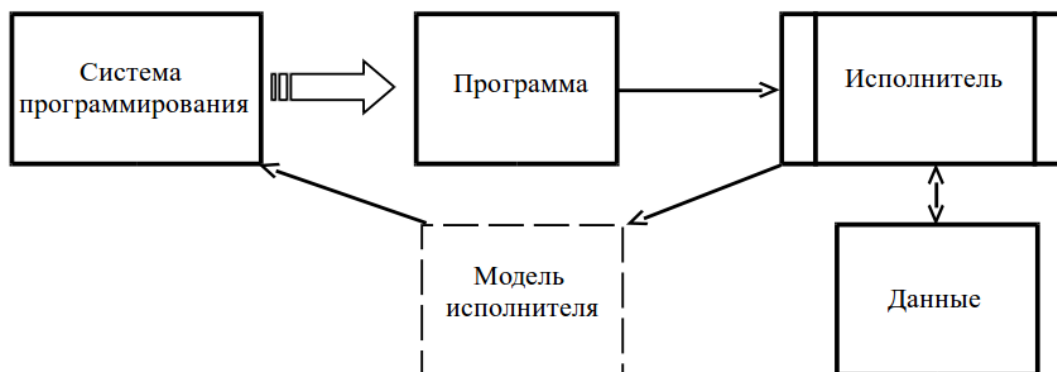 Система
программирования
Программа
Исполнитель
Модель
исполнителя
Данные